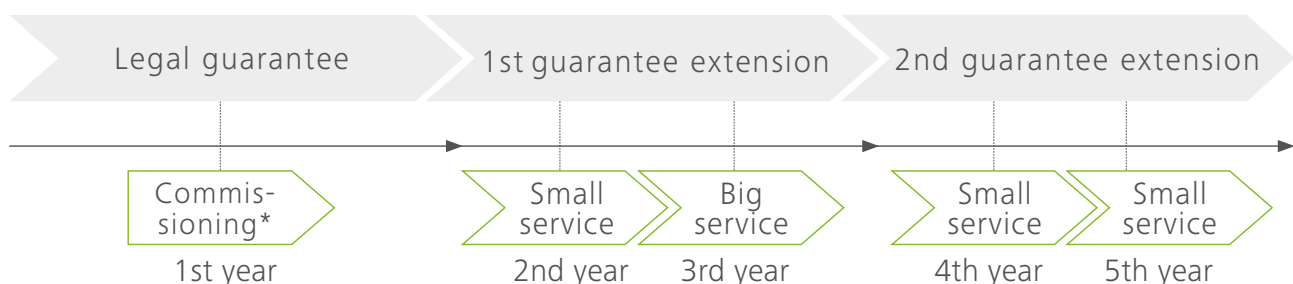 Legal guarantee
1st guarantee extension
2nd guarantee extension
Commis-
sioning*
1st year
Small
service
2nd year
Big
service
3rd year
Small
service
4th year
Small
service
5th year